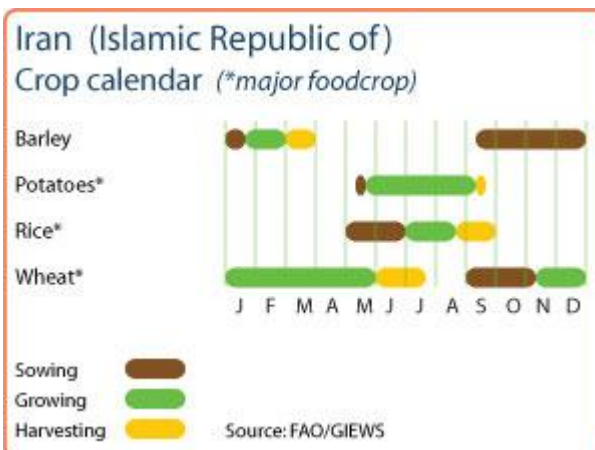 Iran (Islamic Republic of)
Crop calendar (*major foodcrop)
Barley
Potatoes*
Rice*
Wheat*
J F M A M J J A S O N D
Sowing
Growing
Harvesting
Source: FAO/GIEWS